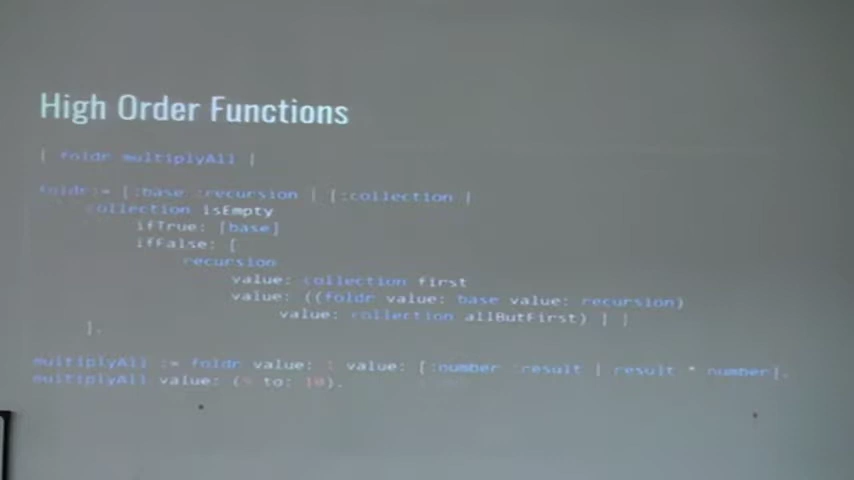 High Order Functions
| foldr multiplyAll |
foldr:= [:base :recursion | [:collection |
collection isEmpty
ifTrue: [base]
ifFalse: [
recursion
value: collection first
value: ((foldr value: base value: recursion)
value: collection allButFirst) ] ]
].
multiplyAll := foldr value: 1 value: [:number :result | result * number].
multiplyAll value: ( to: 10).